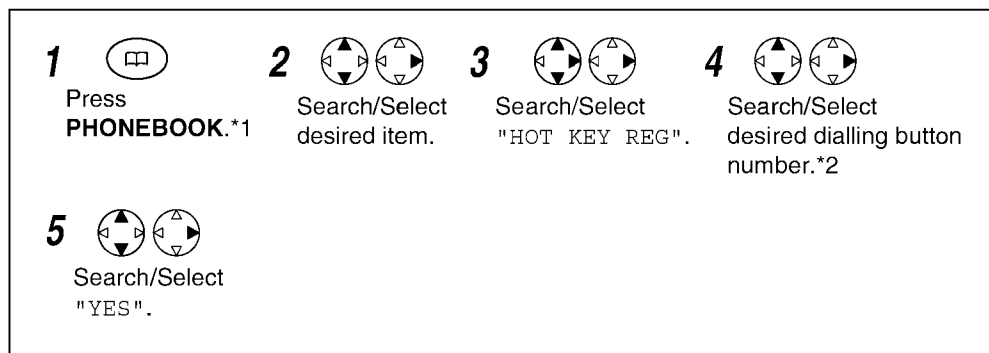 1
Press
PHONEBOOK.*1
2
Search/Select
desired item.
3
Search/Select
"HOT KEY REG".
4
Search/Select
desired dialling button
number.*2
5
Search/Select
"YES".